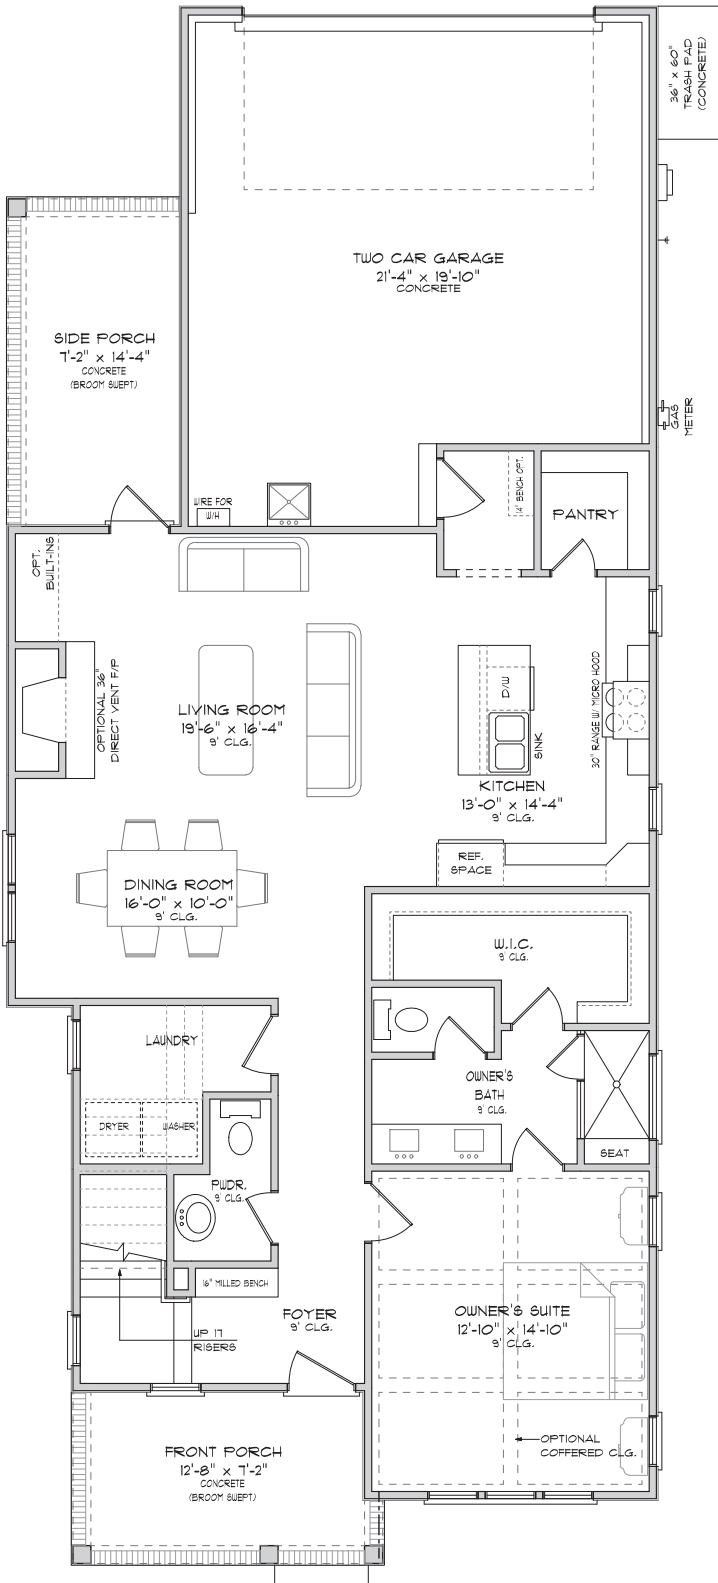 36" x 60"
TRASH PAD
(CONCRETE)
TWO CAR GARAGE
21'-4" x 19'-10"
CONCRETE
SIDE PORCH
7'-2" x 14'-4"
CONCRETE
(BROOM SWEPT)
GAS
METER
WIRE FOR
W/H
14" BENCH OPT.
PANTRY
OPT.
BUILT-INS
OPTIONAL 36"
DIRECT VENT F/P
LIVING ROOM
19'-6" x 16'-4"
9' CLG.
D/W
SINK
30" RANGE W/ MICRO HOOD
KITCHEN
13'-0" x 14'-4"
9' CLG.
REF.
SPACE
DINING ROOM
16'-0" x 10'-0"
9' CLG.
W.I.C.
9' CLG.
LAUNDRY
DRYER
WASHER
OWNER'S
BATH
9' CLG.
SEAT
PWDR.
9' CLG.
16" MILLED BENCH
FOYER
9' CLG.
UP 17
RISERS
OWNER'S SUITE
12'-10" x 14'-10"
9' CLG.
OPTIONAL
COFFERED CLG.
FRONT PORCH
12'-8" x 7'-2"
CONCRETE
(BROOM SWEPT)